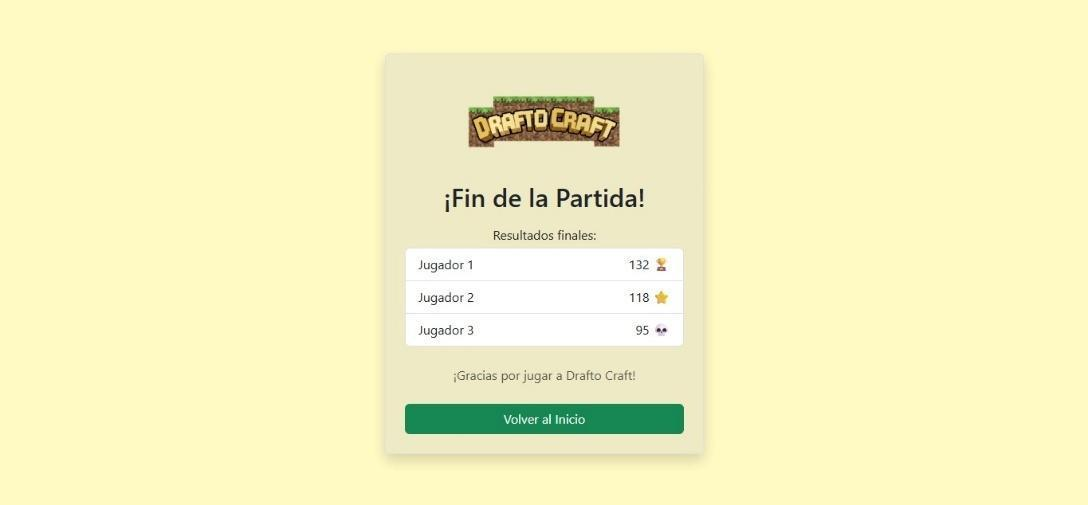 DRAFTO CRAFT
¡Fin de la Partida!
Resultados finales:
Jugador 1 132 🏆
Jugador 2 118 ⭐
Jugador 3 95 💀
¡Gracias por jugar a Drafto Craft!
Volver al Inicio